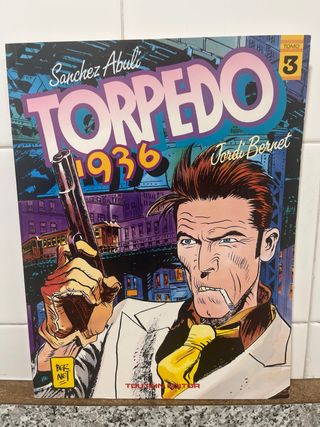 TOMO
3
Sanchez Abulí
TORPEDO
1936
Jordi Bernet
BER
NET
TOUTAIN EDITOR